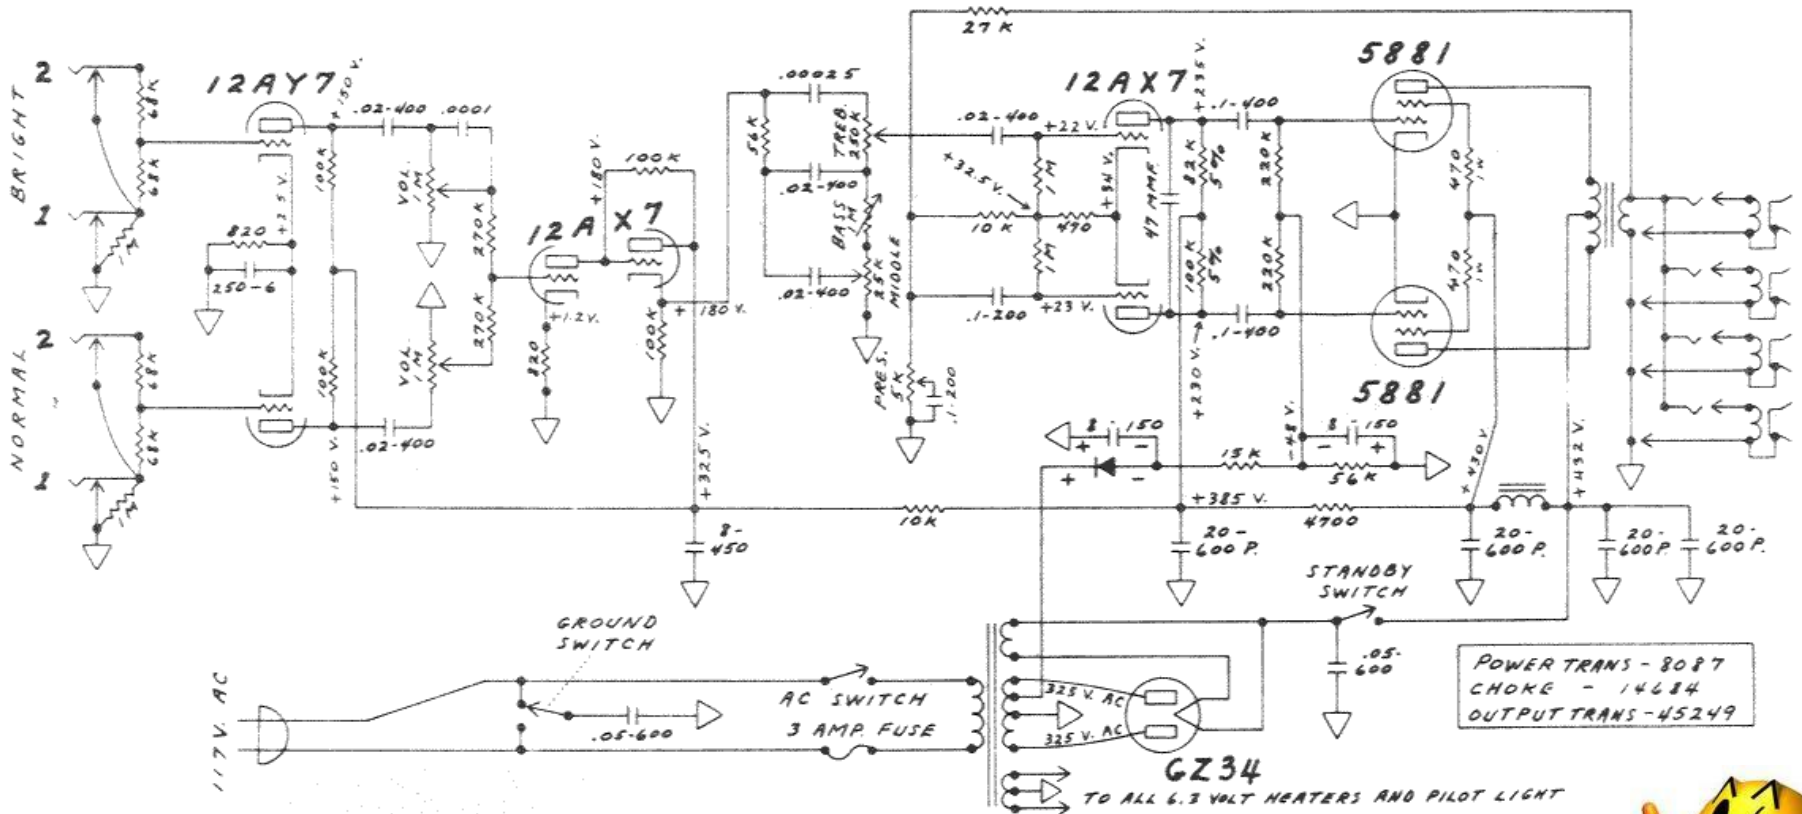 BRIGHT
2
1
68K
68K
1M
12AY7
+150 V.
.02-400
.0001
100K
VOL.
1M
+2.5 V.
820
250-6
270K
270K
NORMAL
2
1
68K
68K
1M
100K
VOL.
1M
.02-400
+150 V.
12AX7
+180 V.
100K
+1.2 V.
820
100K
+ 180 V.
+325 V.
8-
450
10K
56K
.00025
TREB.
250K
.02-400
BASS
1M
.02-400
25K
MIDDLE
27K
12AX7
.02-400
+22 V.
+32.5 V.
1M
10K
470
1M
+34 V.
.1-200
+23 V.
PRES.
5K
.1-200
47 MMF
+235 V.
82K
5%
100K
5%
.1-400
220K
220K
.1-400
+230 V.
5881
470
1W
470
1W
5881
8-150
+
-
15K
-48 V.
8-150
-
+
56K
+
-
+385 V.
4700
+430 V.
+432 V.
20-
600 P.
20-
600 P.
20-
600 P.
20-
600 P.
STANDBY
SWITCH
.05-
600
117 V. AC
GROUND
SWITCH
.05-600
AC SWITCH
3 AMP. FUSE
325 V. AC
325 V. AC
GZ34
TO ALL 6.3 VOLT HEATERS AND PILOT LIGHT
POWER TRANS - 8087
CHOKE - 14684
OUTPUT TRANS - 45249